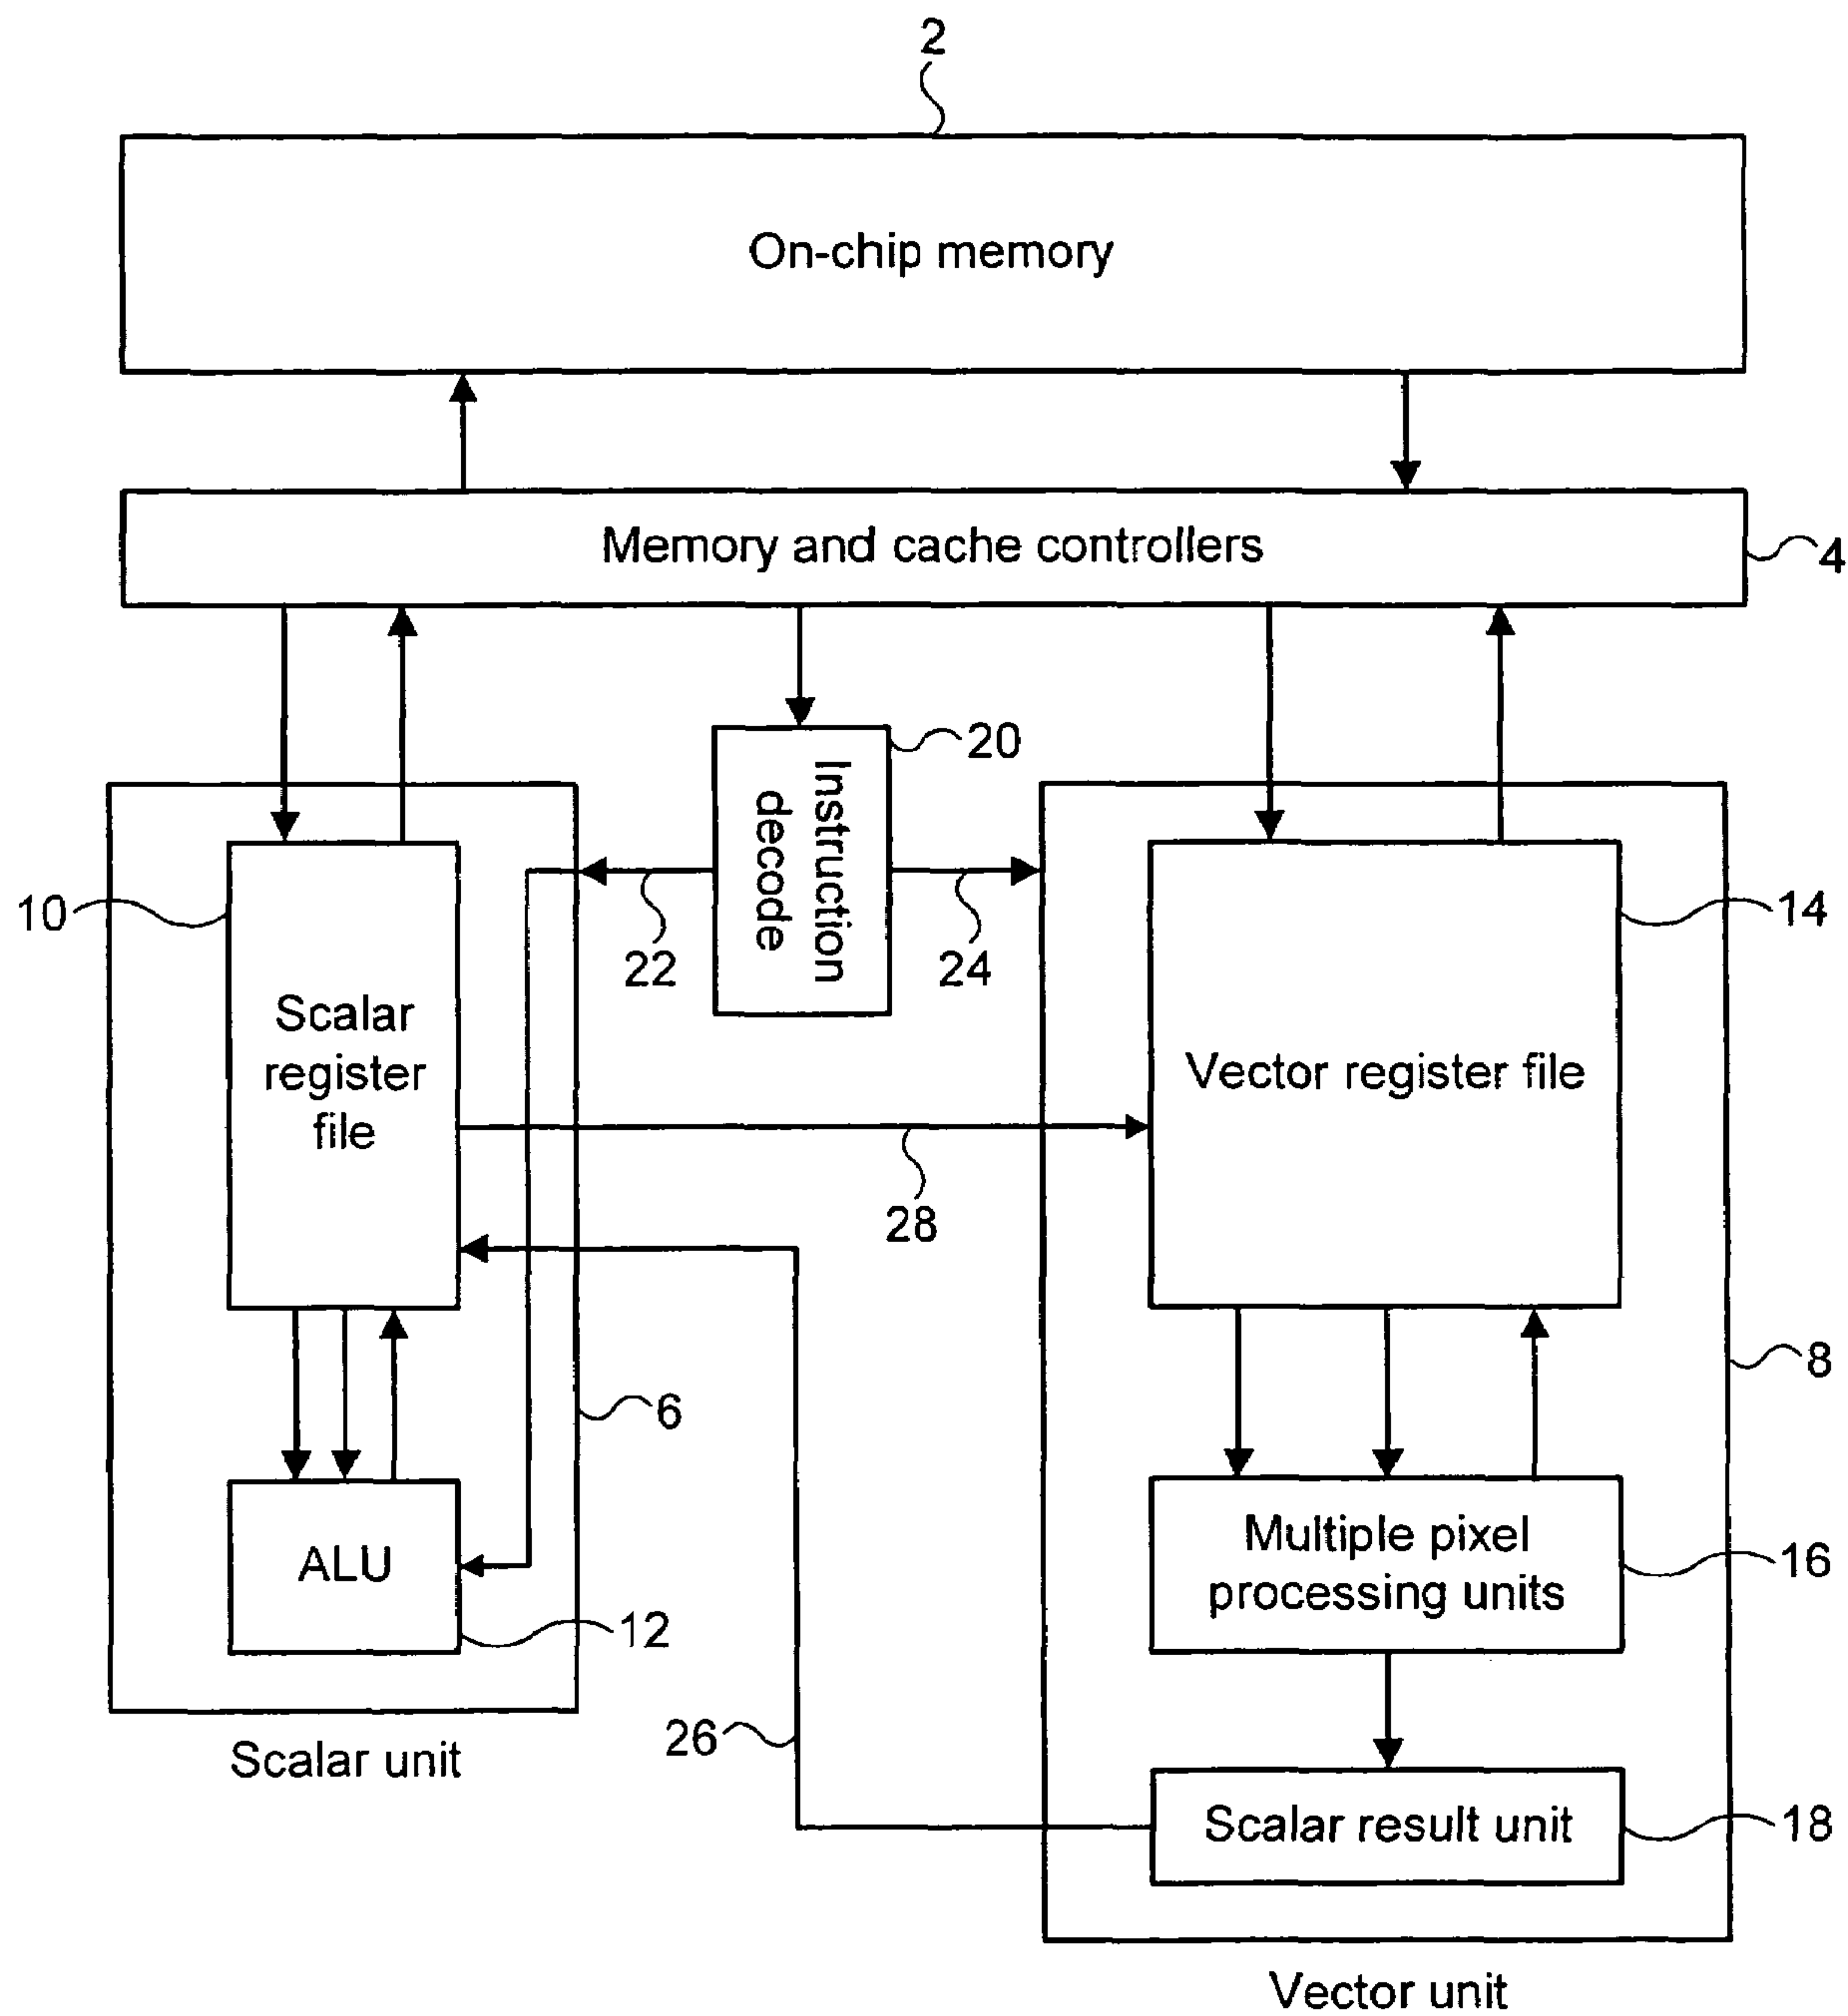 2
On-chip memory
Memory and cache controllers
4
20
Instruction
decode
10
22
24
14
Scalar
register
file
Vector register file
28
8
6
ALU
Multiple pixel
processing units
16
12
26
Scalar unit
Scalar result unit
18
Vector unit